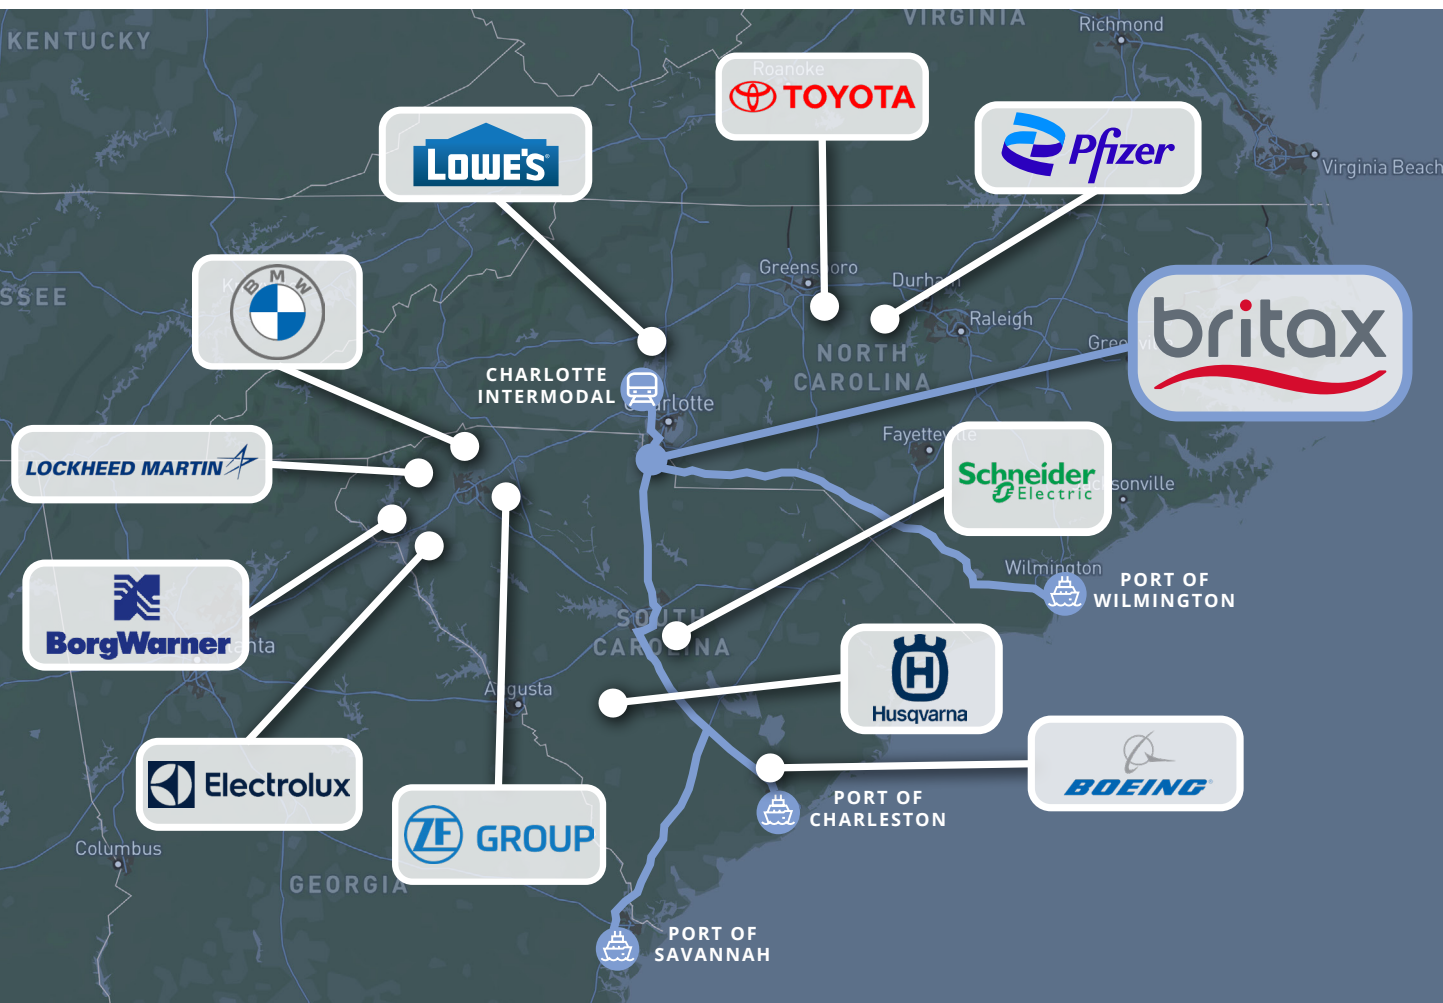 VIRGINIA
Richmond
KENTUCKY
Roanoke
TOYOTA
Pfizer
LOWE'S
Virginia Beach
BMW
SSEE
Greensboro
Durham
Raleigh
britax
NORTH
CAROLINA
CHARLOTTE
INTERMODAL
Charlotte
Fayetteville
LOCKHEED MARTIN
Schneider
Electric
Jacksonville
Wilmington
PORT OF
WILMINGTON
BorgWarner
SOUTH
CAROLINA
Augusta
H
Husqvarna
BOEING
Electrolux
ZF GROUP
PORT OF
CHARLESTON
Columbus
GEORGIA
PORT OF
SAVANNAH